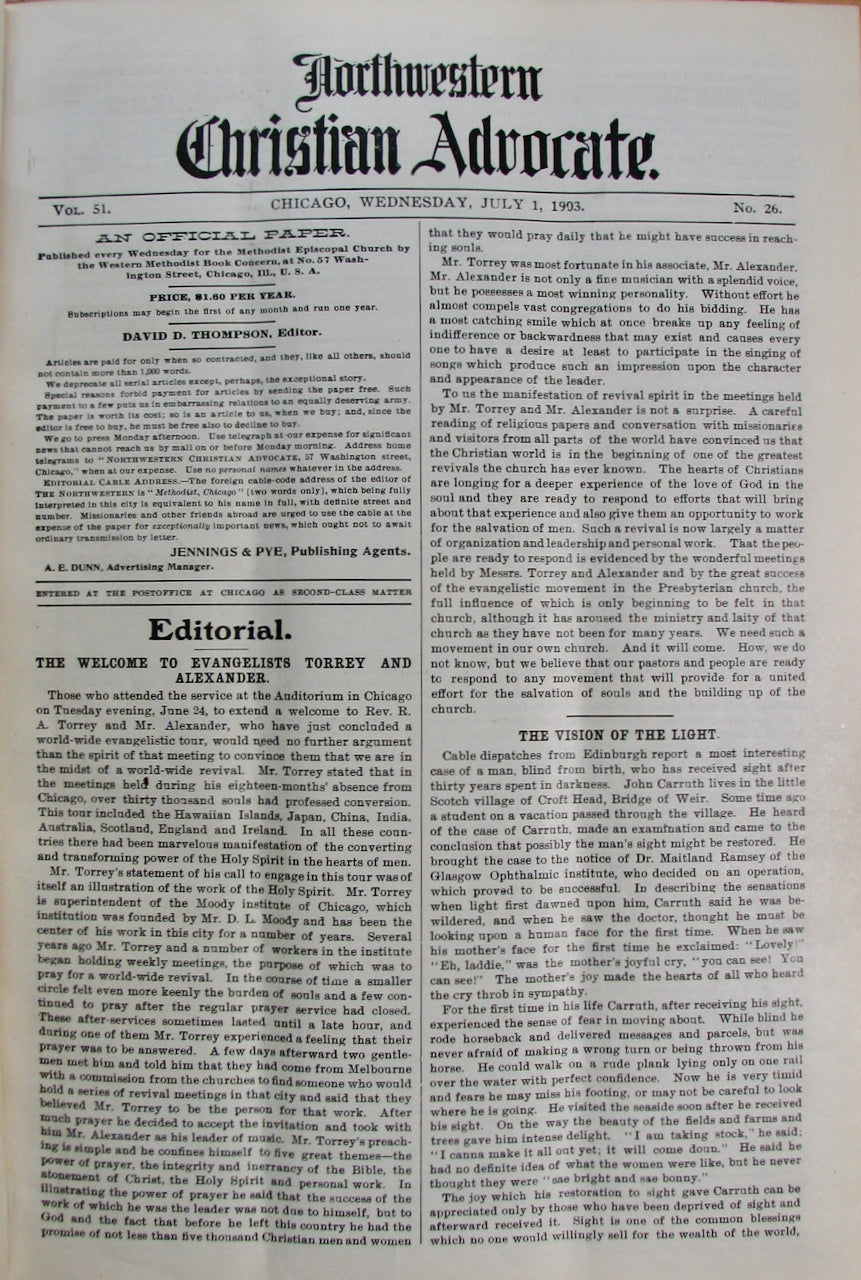 Northwestern
Christian Advocate.
VOL. 51.
CHICAGO, WEDNESDAY, JULY 1, 1903.
No. 26.
AN OFFICIAL PAPER.
Published every Wednesday for the Methodist Episcopal Church by
the Western Methodist Book Concern, at No. 57 Wash-
ington Street, Chicago, Ill., U. S. A.
PRICE, $1.60 PER YEAR.
Subscriptions may begin the first of any month and run one year.
DAVID D. THOMPSON, Editor.
Articles are paid for only when so contracted, and they, like all others, should
not contain more than 1,000 words.
We deprecate all serial articles except, perhaps, the exceptional story.
Special reasons forbid payment for articles by sending the paper free. Such
payment to a few puts us in embarrassing relations to an equally deserving army.
The paper is worth its cost; so is an article to us, when we buy; and, since the
editor is free to buy, he must be free also to decline to buy.
We go to press Monday afternoon. Use telegraph at our expense for significant
news that cannot reach us by mail on or before Monday morning. Address home
telegrams to "NORTHWESTERN CHRISTIAN ADVOCATE, 57 Washington street,
Chicago," when at our expense. Use no personal names whatever in the address.
EDITORIAL CABLE ADDRESS.—The foreign cable-code address of the editor of
THE NORTHWESTERN is "Methodist, Chicago" (two words only), which being fully
interpreted in this city is equivalent to his name in full, with definite street and
number. Missionaries and other friends abroad are urged to use the cable at the
expense of the paper for exceptionally important news, which ought not to await
ordinary transmission by letter.
JENNINGS & PYE, Publishing Agents.
A. E. DUNN, Advertising Manager.
ENTERED AT THE POSTOFFICE AT CHICAGO AS SECOND-CLASS MATTER
Editorial.
THE WELCOME TO EVANGELISTS TORREY AND
ALEXANDER.
Those who attended the service at the Auditorium in Chicago
on Tuesday evening, June 24, to extend a welcome to Rev. R.
A. Torrey and Mr. Alexander, who have just concluded a
world-wide evangelistic tour, would need no further argument
than the spirit of that meeting to convince them that we are in
the midst of a world-wide revival. Mr. Torrey stated that in
the meetings held during his eighteen-months' absence from
Chicago, over thirty thousand souls had professed conversion.
This tour included the Hawaiian Islands, Japan, China, India,
Australia, Scotland, England and Ireland. In all these coun-
tries there had been marvelous manifestation of the converting
and transforming power of the Holy Spirit in the hearts of men.
Mr. Torrey's statement of his call to engage in this tour was of
itself an illustration of the work of the Holy Spirit. Mr. Torrey
is superintendent of the Moody institute of Chicago, which
institution was founded by Mr. D. L. Moody and has been the
center of his work in this city for a number of years. Several
years ago Mr. Torrey and a number of workers in the institute
began holding weekly meetings, the purpose of which was to
pray for a world-wide revival. In the course of time a smaller
circle felt even more keenly the burden of souls and a few con-
tinued to pray after the regular prayer service had closed.
These after-services sometimes lasted until a late hour, and
during one of them Mr. Torrey experienced a feeling that their
prayer was to be answered. A few days afterward two gentle-
men met him and told him that they had come from Melbourne
with a commission from the churches to find someone who would
hold a series of revival meetings in that city and said that they
believed Mr. Torrey to be the person for that work. After
much prayer he decided to accept the invitation and took with
him Mr. Alexander as his leader of music. Mr. Torrey's preach-
ing is simple and he confines himself to five great themes—the
power of prayer, the integrity and inerrancy of the Bible, the
atonement of Christ, the Holy Spirit and personal work. In
illustrating the power of prayer he said that the success of the
work of which he was the leader was not due to himself, but to
God and the fact that before he left this country he had the
promise of not less than five thousand Christian men and women
that they would pray daily that he might have success in reach-
ing souls.
Mr. Torrey was most fortunate in his associate, Mr. Alexander.
Mr. Alexander is not only a fine musician with a splendid voice,
but he possesses a most winning personality. Without effort he
almost compels vast congregations to do his bidding. He has
a most catching smile which at once breaks up any feeling of
indifference or backwardness that may exist and causes every
one to have a desire at least to participate in the singing of
songs which produce such an impression upon the character
and appearance of the leader.
To us the manifestation of revival spirit in the meetings held
by Mr. Torrey and Mr. Alexander is not a surprise. A careful
reading of religious papers and conversation with missionaries
and visitors from all parts of the world have convinced us that
the Christian world is in the beginning of one of the greatest
revivals the church has ever known. The hearts of Christians
are longing for a deeper experience of the love of God in the
soul and they are ready to respond to efforts that will bring
about that experience and also give them an opportunity to work
for the salvation of men. Such a revival is now largely a matter
of organization and leadership and personal work. That the peo-
ple are ready to respond is evidenced by the wonderful meetings
held by Messrs. Torrey and Alexander and by the great success
of the evangelistic movement in the Presbyterian church, the
full influence of which is only beginning to be felt in that
church, although it has aroused the ministry and laity of that
church as they have not been for many years. We need such a
movement in our own church. And it will come. How, we do
not know, but we believe that our pastors and people are ready
to respond to any movement that will provide for a united
effort for the salvation of souls and the building up of the
church.
THE VISION OF THE LIGHT.
Cable dispatches from Edinburgh report a most interesting
case of a man, blind from birth, who has received sight after
thirty years spent in darkness. John Carruth lives in the little
Scotch village of Croft Head, Bridge of Weir. Some time ago
a student on a vacation passed through the village. He heard
of the case of Carruth, made an examination and came to the
conclusion that possibly the man's sight might be restored. He
brought the case to the notice of Dr. Maitland Ramsey of the
Glasgow Ophthalmic institute, who decided on an operation,
which proved to be successful. In describing the sensations
when light first dawned upon him, Carruth said he was be-
wildered, and when he saw the doctor, thought he must be
looking upon a human face for the first time. When he saw
his mother's face for the first time he exclaimed: "Lovely!"
"Eh, laddie," was the mother's joyful cry, "you can see! You
can see!" The mother's joy made the hearts of all who heard
the cry throb in sympathy.
For the first time in his life Carruth, after receiving his sight,
experienced the sense of fear in moving about. While blind he
rode horseback and delivered messages and parcels, but was
never afraid of making a wrong turn or being thrown from his
horse. He could walk on a rude plank lying only on one rail
over the water with perfect confidence. Now he is very timid
and fears he may miss his footing, or may not be careful to look
where he is going. He visited the seaside soon after he received
his sight. On the way the beauty of the fields and farms and
trees gave him intense delight. "I am taking stock," he said;
"I canna make it all out yet; it will come doun." He said he
had no definite idea of what the women were like, but he never
thought they were "sae bright and sae bonny."
The joy which his restoration to sight gave Carruth can be
appreciated only by those who have been deprived of sight and
afterward received it. Sight is one of the common blessings
which no one would willingly sell for the wealth of the world,